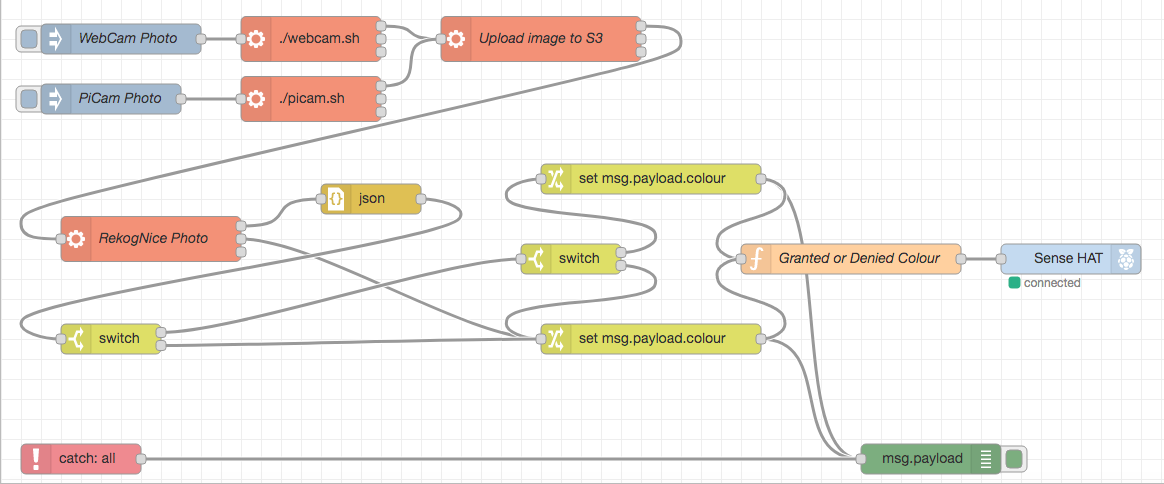 WebCam Photo
./webcam.sh
Upload image to S3
PiCam Photo
./picam.sh
set msg.payload.colour
json
RekogNice Photo
switch
Granted or Denied Colour
Sense HAT
connected
switch
set msg.payload.colour
catch: all
msg.payload